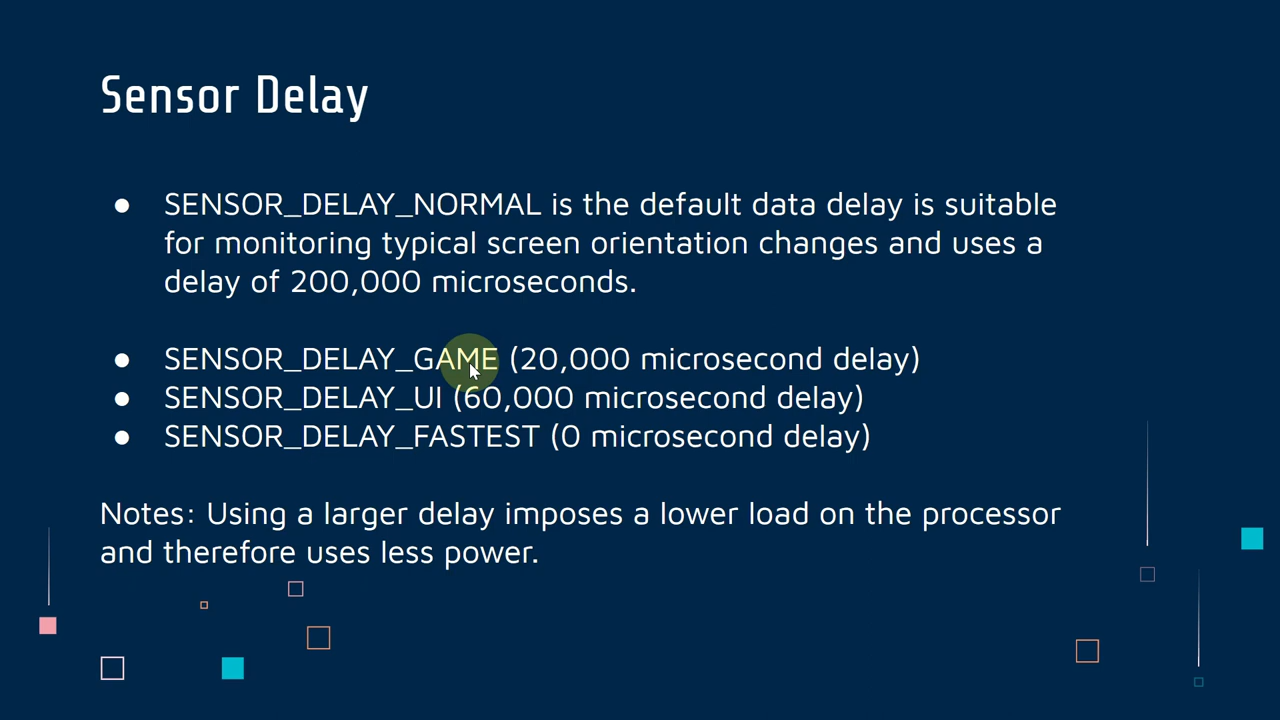 Sensor Delay
● SENSOR_DELAY_NORMAL is the default data delay is suitable
for monitoring typical screen orientation changes and uses a
delay of 200,000 microseconds.
● SENSOR_DELAY_GAME (20,000 microsecond delay)
● SENSOR_DELAY_UI (60,000 microsecond delay)
● SENSOR_DELAY_FASTEST (0 microsecond delay)
Notes: Using a larger delay imposes a lower load on the processor
and therefore uses less power.